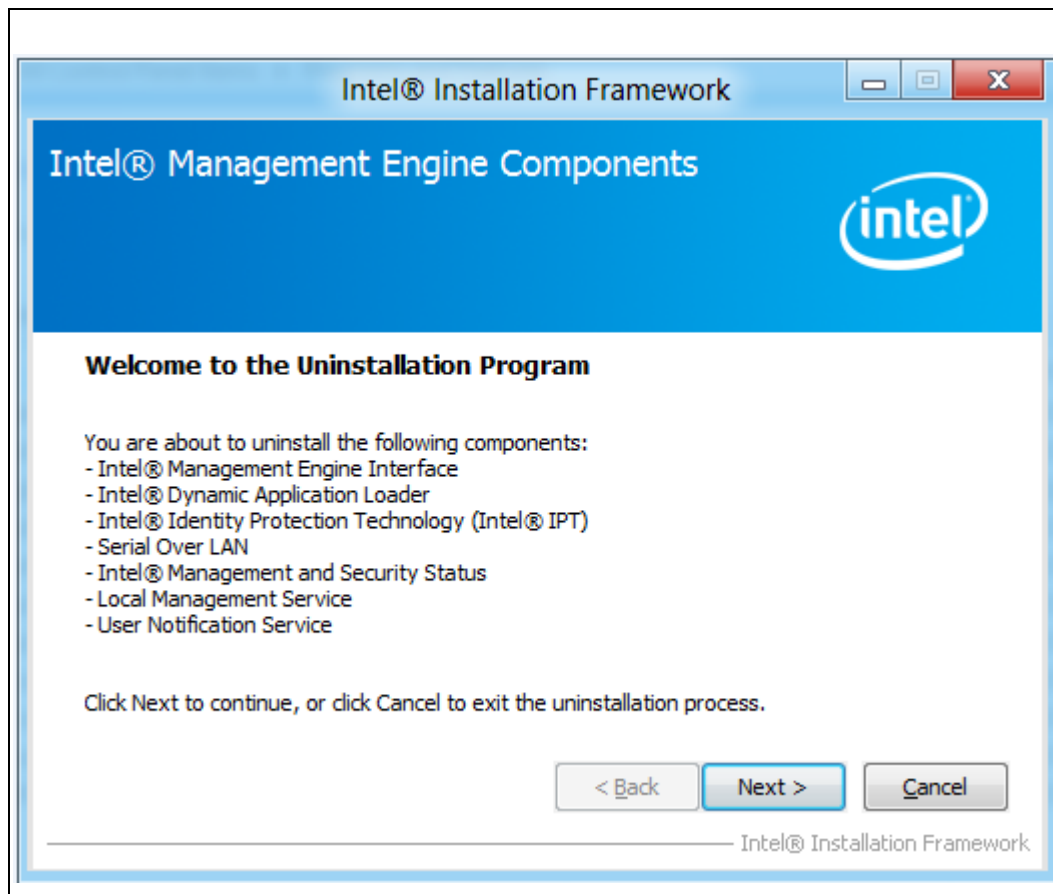 Intel® Installation Framework
Intel® Management Engine Components
intel
Welcome to the Uninstallation Program
You are about to uninstall the following components:
- Intel® Management Engine Interface
- Intel® Dynamic Application Loader
- Intel® Identity Protection Technology (Intel® IPT)
- Serial Over LAN
- Intel® Management and Security Status
- Local Management Service
- User Notification Service
Click Next to continue, or click Cancel to exit the uninstallation process.
< Back Next > Cancel
Intel® Installation Framework